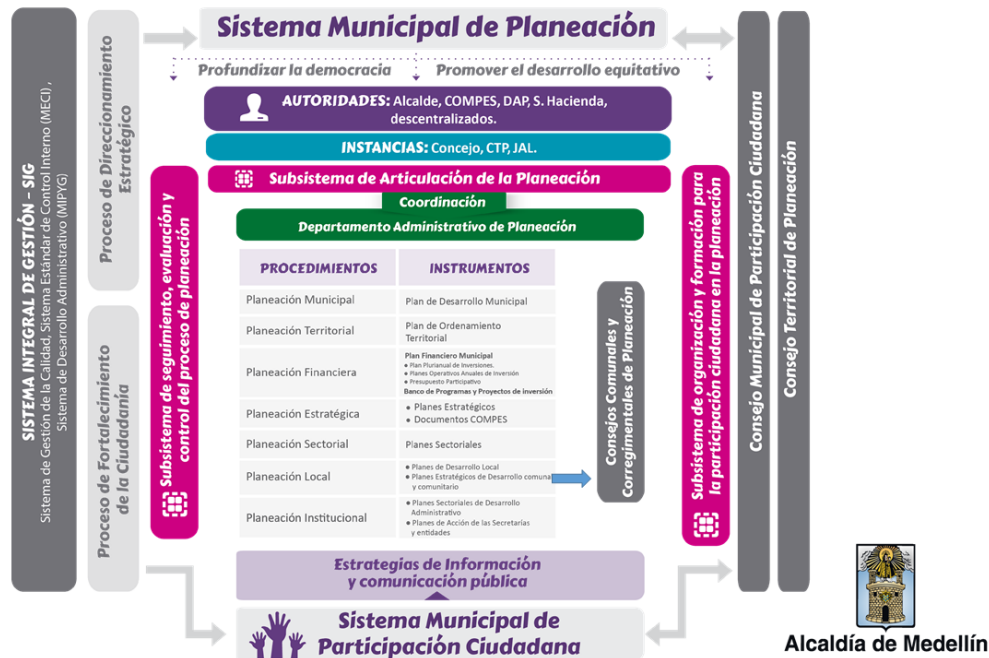 SISTEMA INTEGRAL DE GESTIÓN - SIG
Sistema de Gestión de la Calidad, Sistema Estándar de Control Interno (MECI),
Sistema de Desarrollo Administrativo (MIPYG)
Proceso de Direccionamiento
Estratégico
Proceso de Fortalecimiento
de la Ciudadanía
Sistema Municipal de Planeación
Profundizar la democracia
Promover el desarrollo equitativo
AUTORIDADES: Alcalde, COMPES, DAP, S. Hacienda,
descentralizados.
INSTANCIAS: Concejo, CTP, JAL.
Subsistema de Articulación de la Planeación
Coordinación
Departamento Administrativo de Planeación
Subsistema de seguimiento, evaluación y
control del proceso de planeación
PROCEDIMIENTOS
INSTRUMENTOS
Planeación Municipal
Plan de Desarrollo Municipal
Planeación Territorial
Plan de Ordenamiento
Territorial
Planeación Financiera
Plan Financiero Municipal
• Plan Plurianual de Inversiones.
• Planes Operativos Anuales de Inversión
• Presupuesto Participativo
Banco de Programas y Proyectos de inversión
Planeación Estratégica
• Planes Estratégicos
• Documentos COMPES
Planeación Sectorial
Planes Sectoriales
Planeación Local
• Planes de Desarrollo Local
• Planes Estratégicos de Desarrollo comuna
y comunitario
Planeación Institucional
• Planes Sectoriales de Desarrollo
Administrativo
• Planes de Acción de las Secretarías
y entidades
Consejos Comunales y
Corregimentales de Planeación
Subsistema de organización y formación para
la participación ciudadana en la planeación
Consejo Municipal de Participación Ciudadana
Consejo Territorial de Planeación
Estrategias de Información
y comunicación pública
Sistema Municipal de
Participación Ciudadana
Alcaldía de Medellín